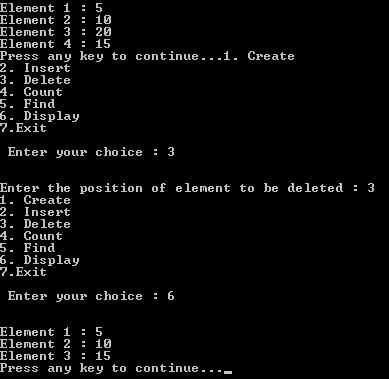 Element 1 : 5
Element 2 : 10
Element 3 : 20
Element 4 : 15
Press any key to continue...1. Create
2. Insert
3. Delete
4. Count
5. Find
6. Display
7.Exit
Enter your choice : 3
Enter the position of element to be deleted : 3
1. Create
2. Insert
3. Delete
4. Count
5. Find
6. Display
7.Exit
Enter your choice : 6
Element 1 : 5
Element 2 : 10
Element 3 : 15
Press any key to continue..._